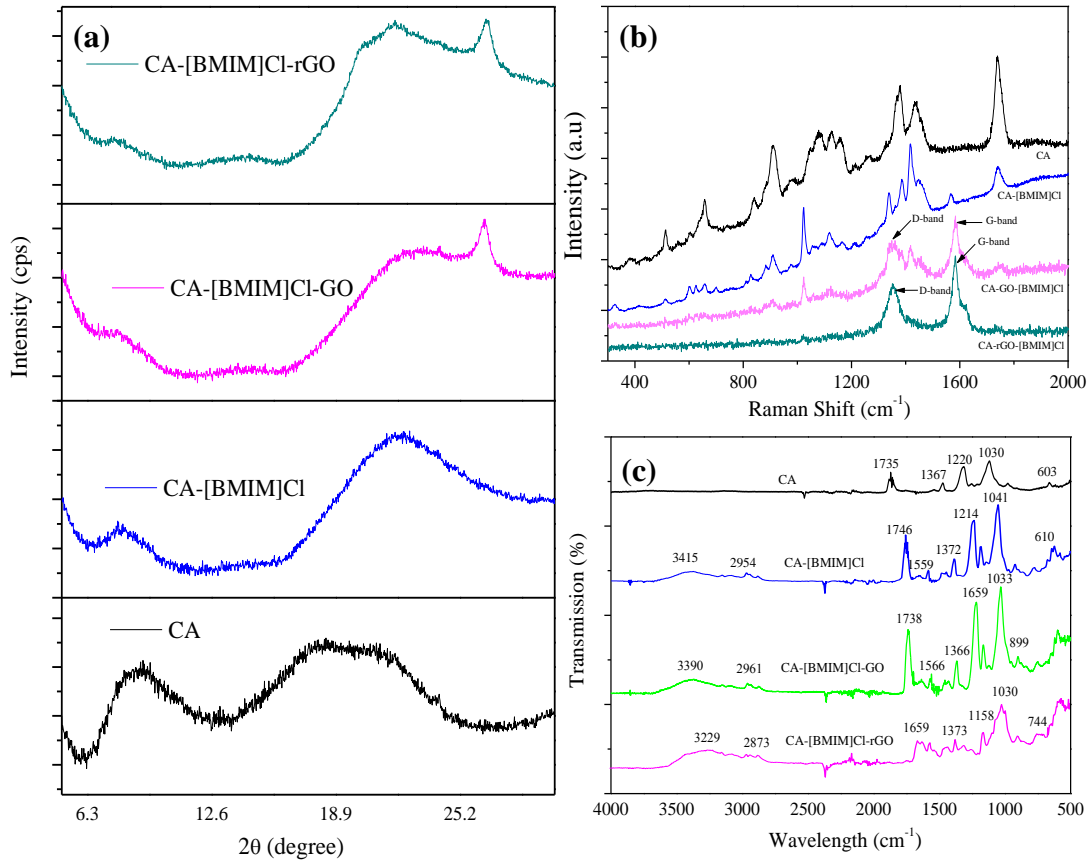 (a)
CA-[BMIM]Cl-rGO
CA-[BMIM]Cl-GO
CA-[BMIM]Cl
CA
Intensity (cps)
6.3 12.6 18.9 25.2
2θ (degree)
(b)
CA
CA-[BMIM]Cl
D-band
G-band
G-band
CA-GO-[BMIM]Cl
D-band
CA-rGO-[BMIM]Cl
Intensity (a.u)
400 800 1200 1600 2000
Raman Shift (cm⁻¹)
(c)
1735 1367 1220 1030 603
CA
1746 1559 1372 1214 1041 610
3415 2954 CA-[BMIM]Cl
1738 1566 1366 1659 1033 899
3390 2961 CA-[BMIM]Cl-GO
1659 1373 1158 1030 744
3229 2873 CA-[BMIM]Cl-rGO
Transmission (%)
4000 3500 3000 2500 2000 1500 1000 500
Wavelength (cm⁻¹)